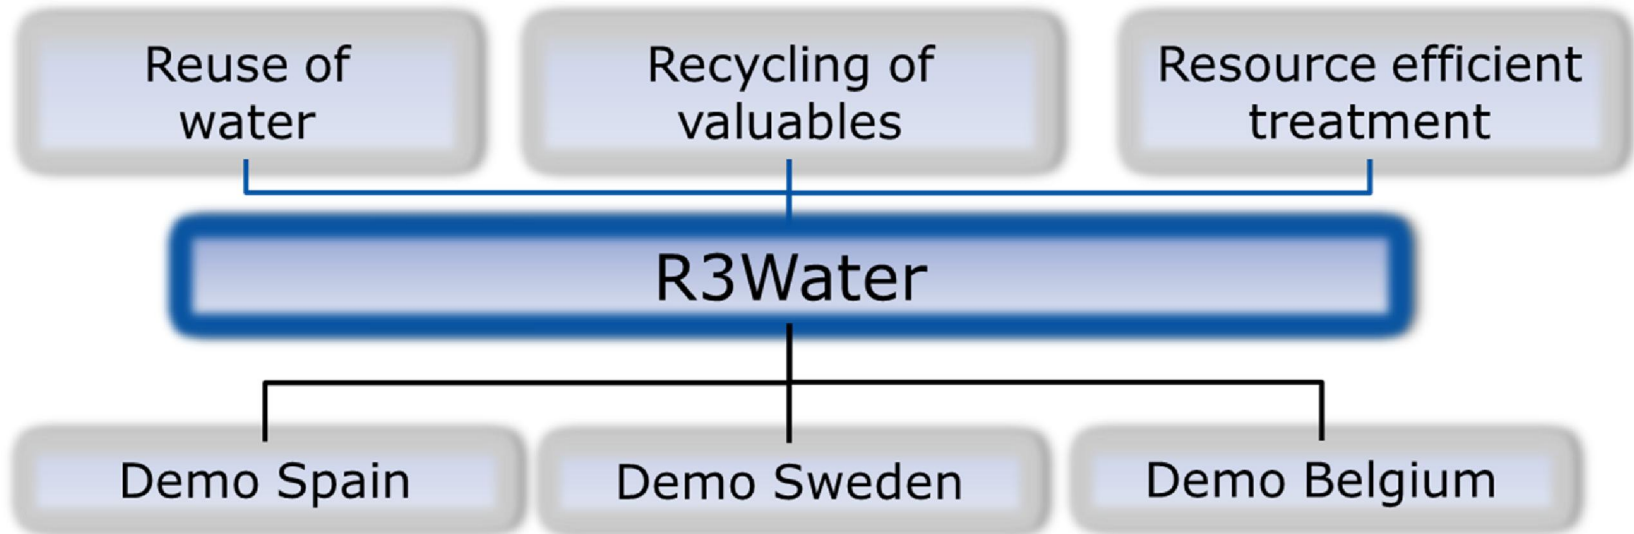 Reuse of
water
Recycling of
valuables
Resource efficient
treatment
R3Water
Demo Spain
Demo Sweden
Demo Belgium